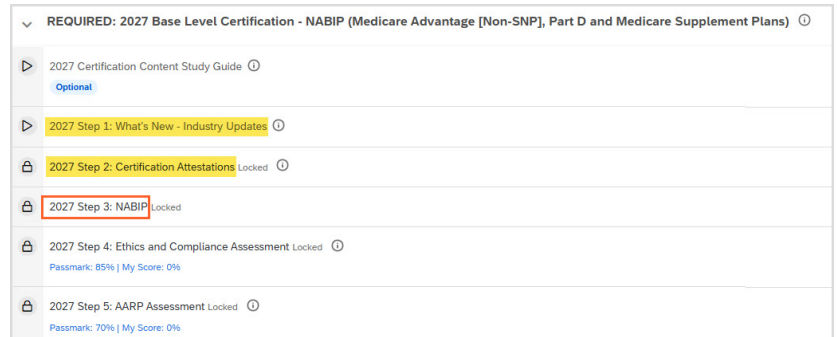 REQUIRED: 2027 Base Level Certification - NABIP (Medicare Advantage [Non-SNP], Part D and Medicare Supplement Plans)
2027 Certification Content Study Guide
Optional
2027 Step 1: What's New - Industry Updates
2027 Step 2: Certification Attestations Locked
2027 Step 3: NABIP Locked
2027 Step 4: Ethics and Compliance Assessment Locked
Passmark: 85% | My Score: 0%
2027 Step 5: AARP Assessment Locked
Passmark: 70% | My Score: 0%